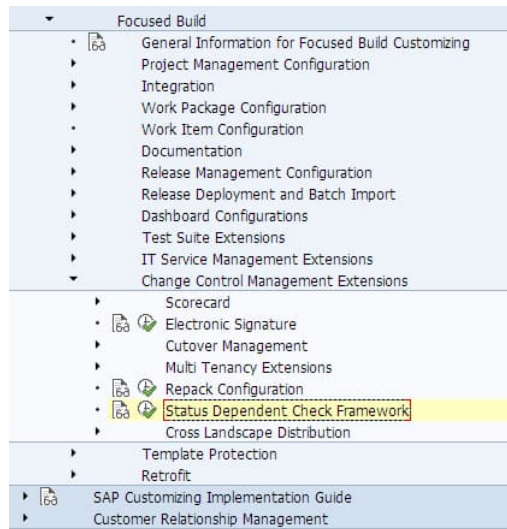 Focused Build
General Information for Focused Build Customizing
Project Management Configuration
Integration
Work Package Configuration
Work Item Configuration
Documentation
Release Management Configuration
Release Deployment and Batch Import
Dashboard Configurations
Test Suite Extensions
IT Service Management Extensions
Change Control Management Extensions
Scorecard
Electronic Signature
Cutover Management
Multi Tenancy Extensions
Repack Configuration
Status Dependent Check Framework
Cross Landscape Distribution
Template Protection
Retrofit
SAP Customizing Implementation Guide
Customer Relationship Management